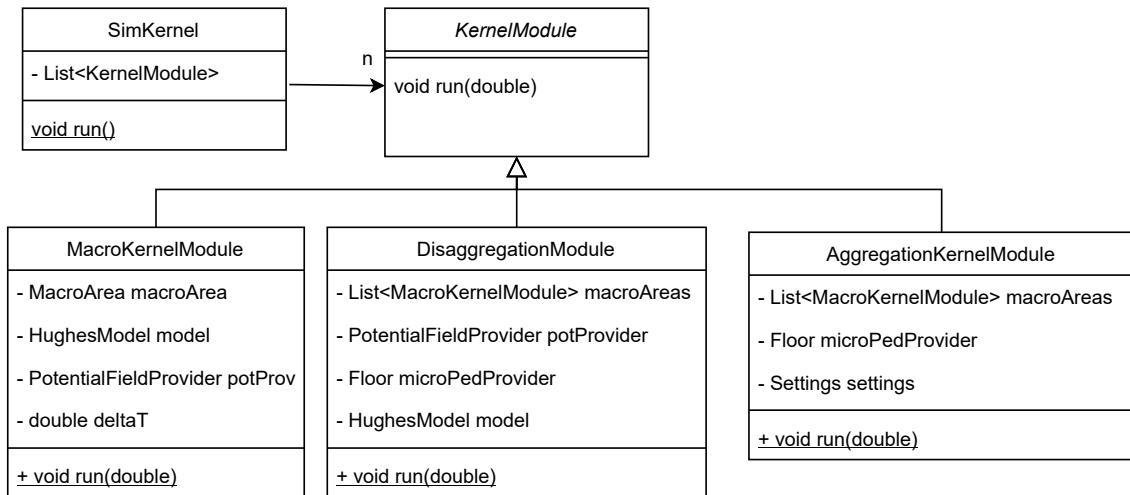 SimKernel
- List<KernelModule>
void run()
n
KernelModule
void run(double)
MacroKernelModule
- MacroArea macroArea
- HughesModel model
- PotentialFieldProvider potProv
- double deltaT
+ void run(double)
DisaggregationModule
- List<MacroKernelModule> macroAreas
- PotentialFieldProvider potProvider
- Floor microPedProvider
- HughesModel model
+ void run(double)
AggregationKernelModule
- List<MacroKernelModule> macroAreas
- Floor microPedProvider
- Settings settings
+ void run(double)